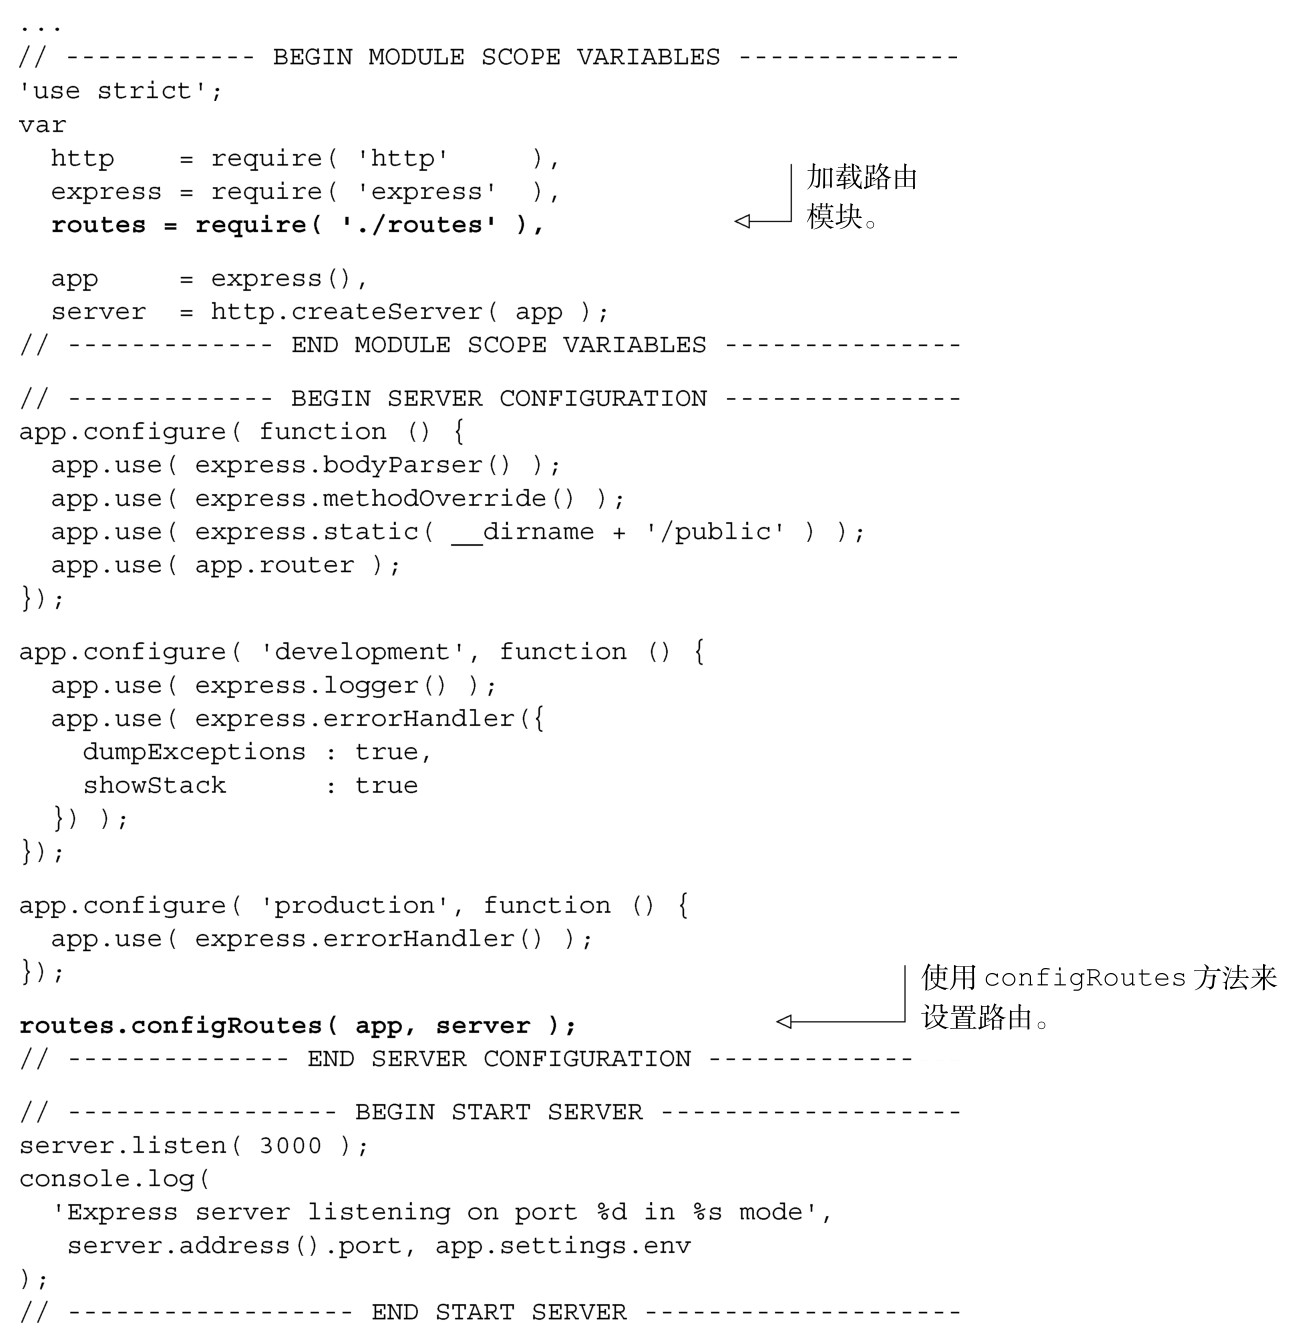 ...
// ------------ BEGIN MODULE SCOPE VARIABLES --------------
'use strict';
var
  http    = require( 'http'     ),
  express = require( 'express'  ),
  routes = require( './routes' ),
加载路由
模块。
  app     = express(),
  server  = http.createServer( app );
// ------------- END MODULE SCOPE VARIABLES ---------------
// ------------- BEGIN SERVER CONFIGURATION ---------------
app.configure( function () {
  app.use( express.bodyParser() );
  app.use( express.methodOverride() );
  app.use( express.static( __dirname + '/public' ) );
  app.use( app.router );
});
app.configure( 'development', function () {
  app.use( express.logger() );
  app.use( express.errorHandler({
    dumpExceptions : true,
    showStack      : true
  }) );
});
app.configure( 'production', function () {
  app.use( express.errorHandler() );
});
使用 configRoutes 方法来
设置路由。
routes.configRoutes( app, server );
// -------------- END SERVER CONFIGURATION -------------
// ----------------- BEGIN START SERVER -------------------
server.listen( 3000 );
console.log(
  'Express server listening on port %d in %s mode',
   server.address().port, app.settings.env
);
// ------------------ END START SERVER --------------------